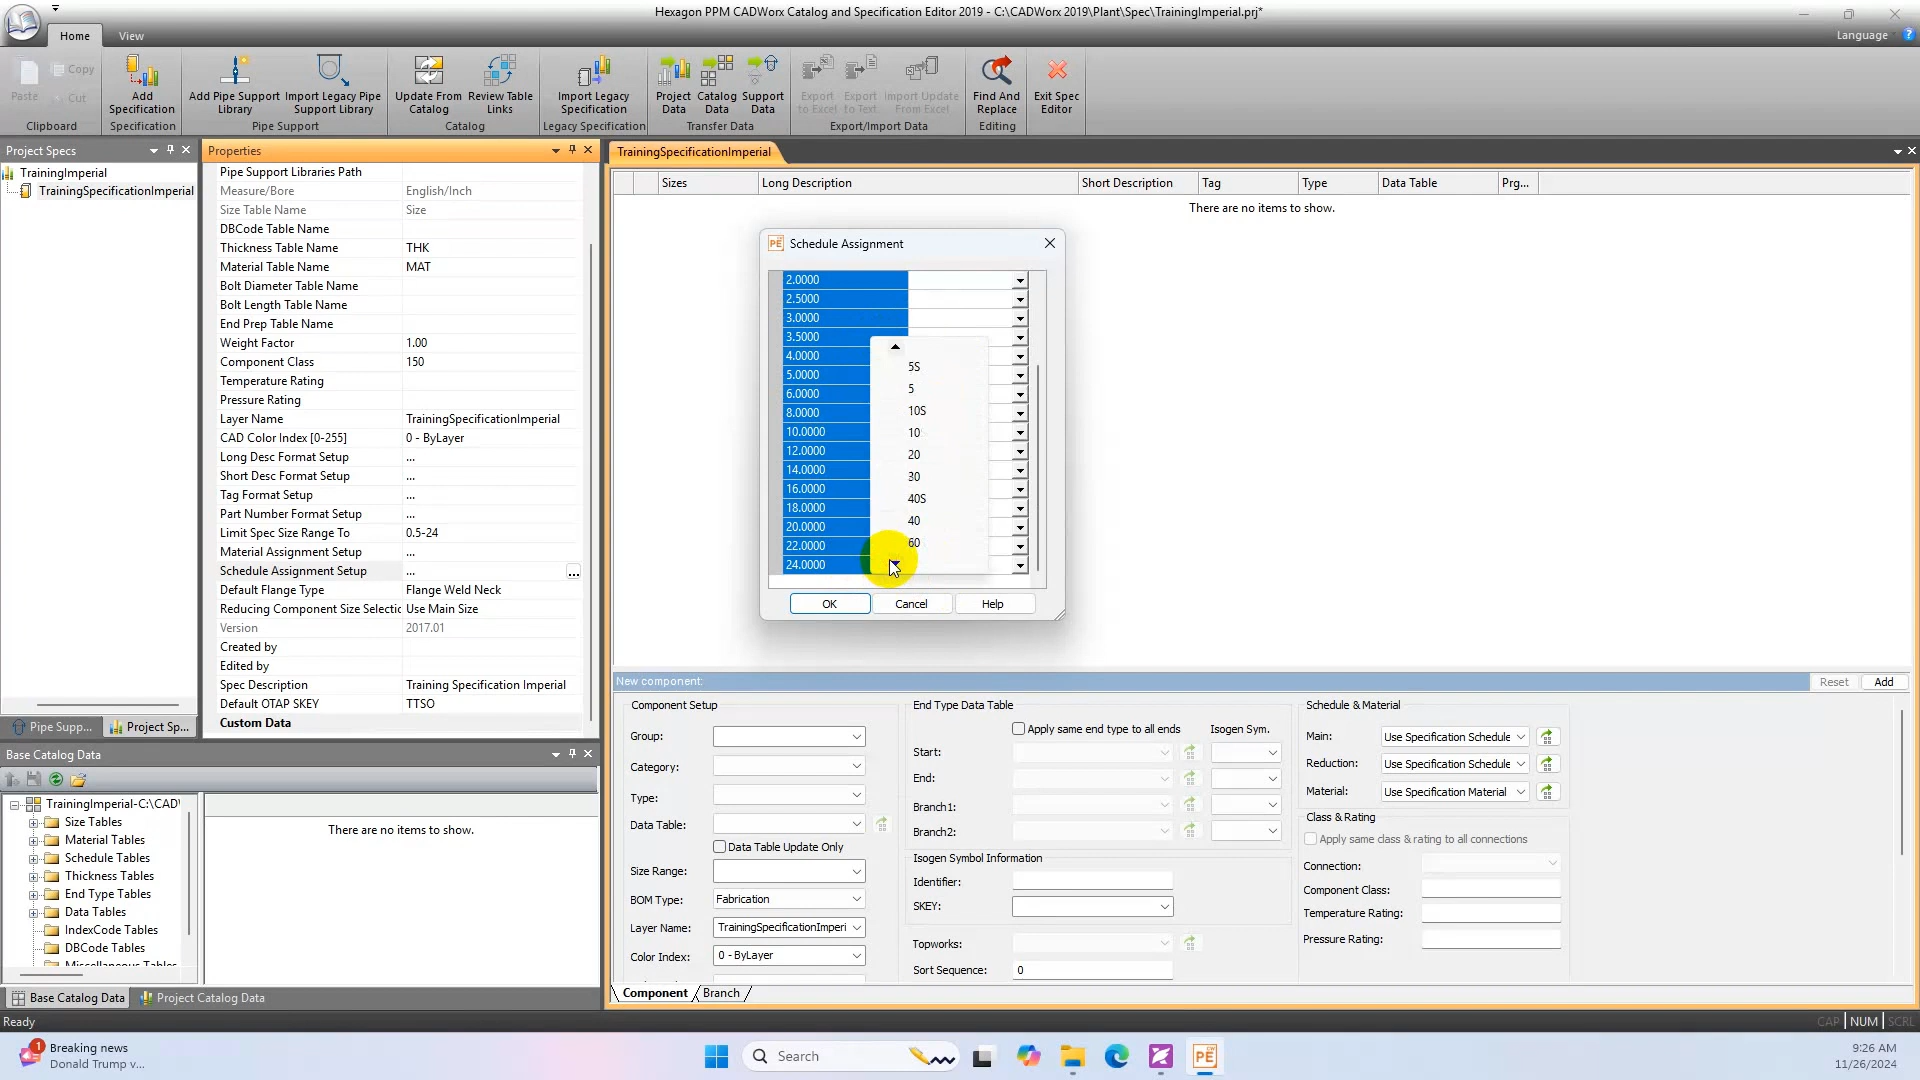 Hexagon PPM CADWorx Catalog and Specification Editor 2019 - C:\CADWorx 2019\Plant\Spec\TrainingImperial.prj*
Home
View
Language
Paste
Copy
Cut
Clipboard
Add Specification
Specification
Add Pipe Support Library
Import Legacy Pipe Support Library
Pipe Support
Update From Catalog
Review Table Links
Catalog
Import Legacy Specification
Legacy Specification
Project Data
Catalog Data
Support Data
Transfer Data
Export to Excel
Export to Text
Import Update From Excel
Export/Import Data
Find And Replace
Editing
Exit Spec Editor
Project Specs
TrainingImperial
TrainingSpecificationImperial
Pipe Supp...
Project Sp...
Properties
Pipe Support Libraries Path
Measure/Bore English/Inch
Size Table Name Size
DBCode Table Name
Thickness Table Name THK
Material Table Name MAT
Bolt Diameter Table Name
Bolt Length Table Name
End Prep Table Name
Weight Factor 1.00
Component Class 150
Temperature Rating
Pressure Rating
Layer Name TrainingSpecificationImperial
CAD Color Index [0-255] 0 - ByLayer
Long Desc Format Setup ...
Short Desc Format Setup ...
Tag Format Setup ...
Part Number Format Setup ...
Limit Spec Size Range To 0.5-24
Material Assignment Setup ...
Schedule Assignment Setup ... ...
Default Flange Type Flange Weld Neck
Reducing Component Size Selectic Use Main Size
Version 2017.01
Created by
Edited by
Spec Description Training Specification Imperial
Default OTAP SKEY TTSO
Custom Data
Base Catalog Data
TrainingImperial-C:\CAD\
Size Tables
Material Tables
Schedule Tables
Thickness Tables
End Type Tables
Data Tables
IndexCode Tables
DBCode Tables
Miscellaneous Tables
There are no items to show.
Base Catalog Data
Project Catalog Data
TrainingSpecificationImperial
Sizes Long Description Short Description Tag Type Data Table Prg...
There are no items to show.
PE Schedule Assignment
2.0000
2.5000
3.0000
3.5000
4.0000
5.0000
6.0000
8.0000
10.0000
12.0000
14.0000
16.0000
18.0000
20.0000
22.0000
24.0000
5S
5
10S
10
20
30
40S
40
60
OK
Cancel
Help
New component:
Reset
Add
Component Setup
Group:
Category:
Type:
Data Table:
Data Table Update Only
Size Range:
BOM Type: Fabrication
Layer Name: TrainingSpecificationImperi
Color Index: 0 - ByLayer
End Type Data Table
Apply same end type to all ends
Isogen Sym.
Start:
End:
Branch1:
Branch2:
Isogen Symbol Information
Identifier:
SKEY:
Topworks:
Sort Sequence: 0
Schedule & Material
Main: Use Specification Schedule
Reduction: Use Specification Schedule
Material: Use Specification Material
Class & Rating
Apply same class & rating to all connections
Connection:
Component Class:
Temperature Rating:
Pressure Rating:
Component
Branch
Ready
CAP NUM SCRL
1
Breaking news
Donald Trump v...
Search
PE
9:26 AM
11/26/2024